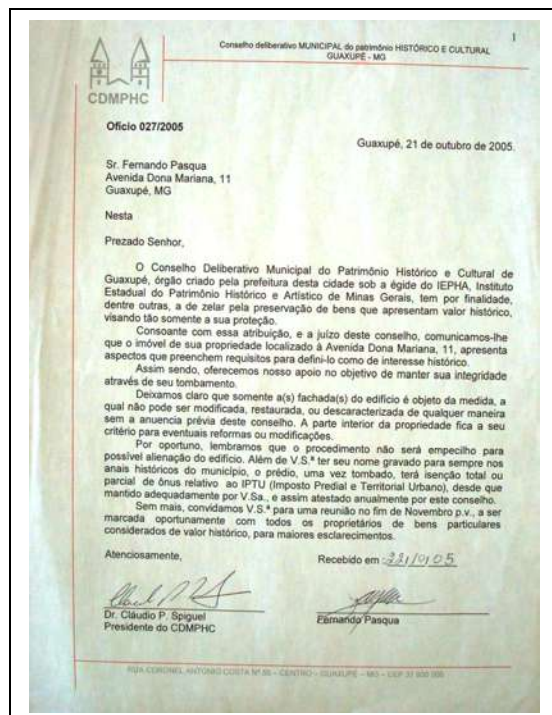 1
Conselho deliberativo MUNICIPAL do patrimônio HISTÓRICO E CULTURAL
GUAXUPÉ - MG
CDMPHC
Ofício 027/2005
Guaxupé, 21 de outubro de 2005.
Sr. Fernando Pasqua
Avenida Dona Mariana, 11
Guaxupé, MG
Nesta
Prezado Senhor,
O Conselho Deliberativo Municipal do Patrimônio Histórico e Cultural de
Guaxupé, órgão criado pela prefeitura desta cidade sob a égide do IEPHA, Instituto
Estadual do Patrimônio Histórico e Artístico de Minas Gerais, tem por finalidade,
dentre outras, a de zelar pela preservação de bens que apresentam valor histórico,
visando tão somente a sua proteção.
Consoante com essa atribuição, e a juízo deste conselho, comunicamos-lhe
que o imóvel de sua propriedade localizado à Avenida Dona Mariana, 11, apresenta
aspectos que preenchem requisitos para defini-lo como de interesse histórico.
Assim sendo, oferecemos nosso apoio no objetivo de manter sua integridade
através de seu tombamento.
Deixamos claro que somente a(s) fachada(s) do edifício é objeto da medida, a
qual não pode ser modificada, restaurada, ou descaracterizada de qualquer maneira
sem a anuencia prévia deste conselho. A parte interior da propriedade fica a seu
critério para eventuais reformas ou modificações.
Por oportuno, lembramos que o procedimento não será empecilho para
possível alienação do edifício. Além de V.S.ª ter seu nome gravado para sempre nos
anais históricos do município, o prédio, uma vez tombado, terá isenção total ou
parcial de ônus relativo ao IPTU (Imposto Predial e Territorial Urbano), desde que
mantido adequadamente por V.Sa., e assim atestado anualmente por este conselho.
Sem mais, convidamos V.S.ª para uma reunião no fim de Novembro p.v., a ser
marcada oportunamente com todos os proprietários de bens particulares
considerados de valor histórico, para maiores esclarecimentos.
Atenciosamente,
Recebido em
Dr. Cláudio P. Spiguel
Presidente do CDMPHC
Fernando Pasqua
RUA CORONEL ANTONIO COSTA Nº 55 - CENTRO - GUAXUPÉ - MG - CEP